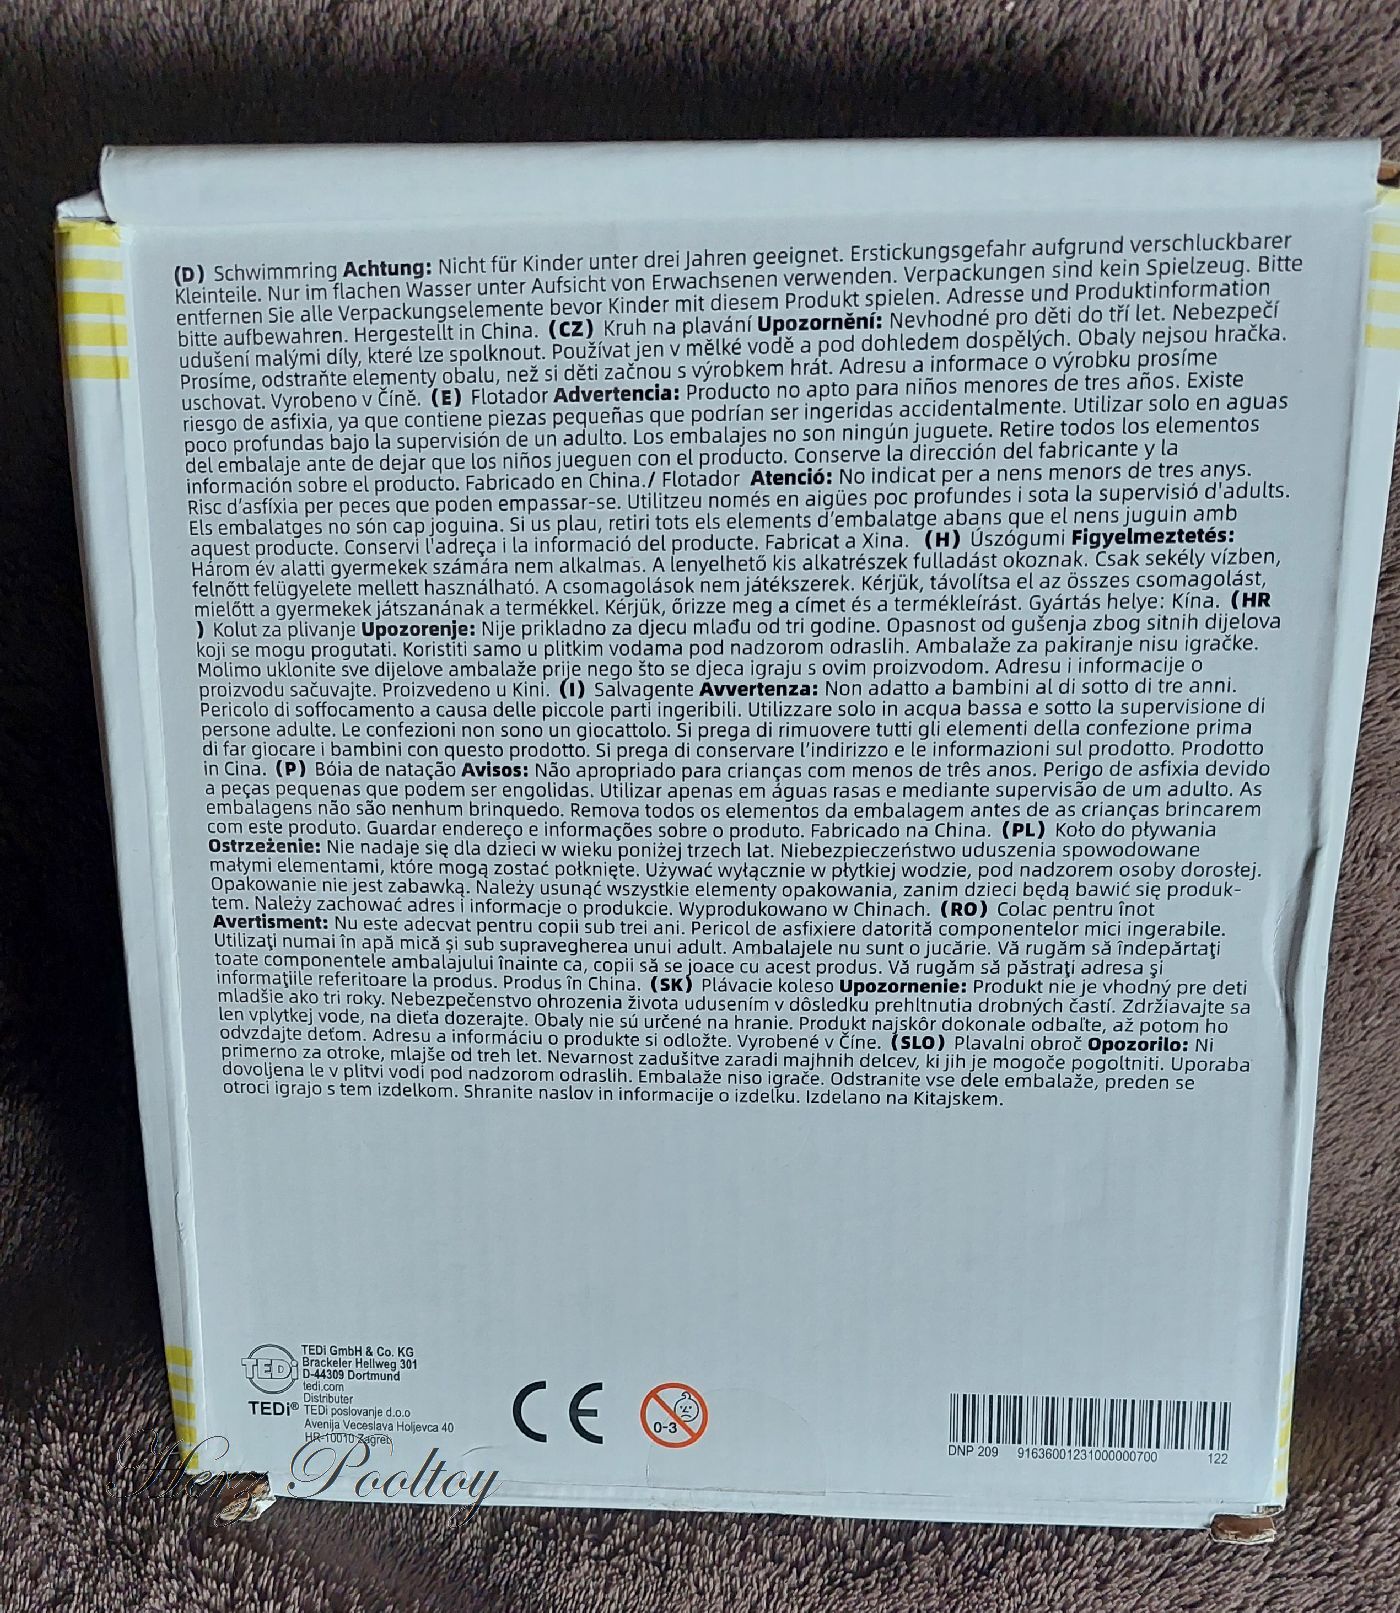 (D) Schwimmring Achtung: Nicht für Kinder unter drei Jahren geeignet. Erstickungsgefahr aufgrund verschluckbarer
Kleinteile. Nur im flachen Wasser unter Aufsicht von Erwachsenen verwenden. Verpackungen sind kein Spielzeug. Bitte
entfernen Sie alle Verpackungselemente bevor Kinder mit diesem Produkt spielen. Adresse und Produktinformation
bitte aufbewahren. Hergestellt in China. (CZ) Kruh na plavání Upozornění: Nevhodné pro děti do tří let. Nebezpečí
udušení malými díly, které lze spolknout. Používat jen v mělké vodě a pod dohledem dospělých. Obaly nejsou hračka.
Prosíme, odstraňte elementy obalu, než si děti začnou s výrobkem hrát. Adresu a informace o výrobku prosíme
uschovat. Vyrobeno v Číně. (E) Flotador Advertencia: Producto no apto para niños menores de tres años. Existe
riesgo de asfixia, ya que contiene piezas pequeñas que podrían ser ingeridas accidentalmente. Utilizar solo en aguas
poco profundas bajo la supervisión de un adulto. Los embalajes no son ningún juguete. Retire todos los elementos
del embalaje ante de dejar que los niños jueguen con el producto. Conserve la dirección del fabricante y la
información sobre el producto. Fabricado en China./ Flotador Atenció: No indicat per a nens menors de tres anys.
Risc d'asfíxia per peces que poden empassar-se. Utilitzeu només en aigües poc profundes i sota la supervisió d'adults.
Els embalatges no són cap joguina. Si us plau, retiri tots els elements d'embalatge abans que el nens juguin amb
aquest producte. Conservi l'adreça i la informació del producte. Fabricat a Xina. (H) Úszógumi Figyelmeztetés:
Három év alatti gyermekek számára nem alkalmas. A lenyelhető kis alkatrészek fulladást okoznak. Csak sekély vízben,
felnőtt felügyelete mellett használható. A csomagolások nem játékszerek. Kérjük, távolítsa el az összes csomagolást,
mielőtt a gyermekek játszanának a termékkel. Kérjük, őrizze meg a címet és a termékleírást. Gyártás helye: Kína. (HR
) Kolut za plivanje Upozorenje: Nije prikladno za djecu mlađu od tri godine. Opasnost od gušenja zbog sitnih dijelova
koji se mogu progutati. Koristiti samo u plitkim vodama pod nadzorom odraslih. Ambalaže za pakiranje nisu igračke.
Molimo uklonite sve dijelove ambalaže prije nego što se djeca igraju s ovim proizvodom. Adresu i informacije o
proizvodu sačuvajte. Proizvedeno u Kini. (I) Salvagente Avvertenza: Non adatto a bambini al di sotto di tre anni.
Pericolo di soffocamento a causa delle piccole parti ingeribili. Utilizzare solo in acqua bassa e sotto la supervisione di
persone adulte. Le confezioni non sono un giocattolo. Si prega di rimuovere tutti gli elementi della confezione prima
di far giocare i bambini con questo prodotto. Si prega di conservare l'indirizzo e le informazioni sul prodotto. Prodotto
in Cina. (P) Bóia de natação Avisos: Não apropriado para crianças com menos de três anos. Perigo de asfixia devido
a peças pequenas que podem ser engolidas. Utilizar apenas em águas rasas e mediante supervisão de um adulto. As
embalagens não são nenhum brinquedo. Remova todos os elementos da embalagem antes de as crianças brincarem
com este produto. Guardar endereço e informações sobre o produto. Fabricado na China. (PL) Koło do pływania
Ostrzeżenie: Nie nadaje się dla dzieci w wieku poniżej trzech lat. Niebezpieczeństwo uduszenia spowodowane
małymi elementami, które mogą zostać połknięte. Używać wyłącznie w płytkiej wodzie, pod nadzorem osoby dorosłej.
Opakowanie nie jest zabawką. Należy usunąć wszystkie elementy opakowania, zanim dzieci będą bawić się produk-
tem. Należy zachować adres i informacje o produkcie. Wyprodukowano w Chinach. (RO) Colac pentru înot
Avertisment: Nu este adecvat pentru copii sub trei ani. Pericol de asfixiere datorită componentelor mici ingerabile.
Utilizaţi numai în apă mică şi sub supravegherea unui adult. Ambalajele nu sunt o jucărie. Vă rugăm să îndepărtaţi
toate componentele ambalajului înainte ca, copii să se joace cu acest produs. Vă rugăm să păstraţi adresa şi
informaţiile referitoare la produs. Produs în China. (SK) Plávacie koleso Upozornenie: Produkt nie je vhodný pre deti
mladšie ako tri roky. Nebezpečenstvo ohrozenia života udusením v dôsledku prehltnutia drobných častí. Zdržiavajte sa
len vplytkej vode, na dieťa dozerajte. Obaly nie sú určené na hranie. Produkt najskôr dokonale odbaľte, až potom ho
odvzdajte deťom. Adresu a informáciu o produkte si odložte. Vyrobené v Číne. (SLO) Plavalni obroč Opozorilo: Ni
primerno za otroke, mlajše od treh let. Nevarnost zadušitve zaradi majhnih delcev, ki jih je mogoče pogoltniti. Uporaba
dovoljena le v plitvi vodi pod nadzorom odraslih. Embalaže niso igrače. Odstranite vse dele embalaže, preden se
otroci igrajo s tem izdelkom. Shranite naslov in informacije o izdelku. Izdelano na Kitajskem.
TEDi
TEDi GmbH & Co. KG
Brackeler Hellweg 301
D-44309 Dortmund
tedi.com
Distributer
TEDi® TEDi poslovanje d.o.o
Avenija Veceslava Holjevca 40
HR-10010 Zagreb
CE
0-3
DNP 209 91636001231000000700 122
Herz Pooltoy